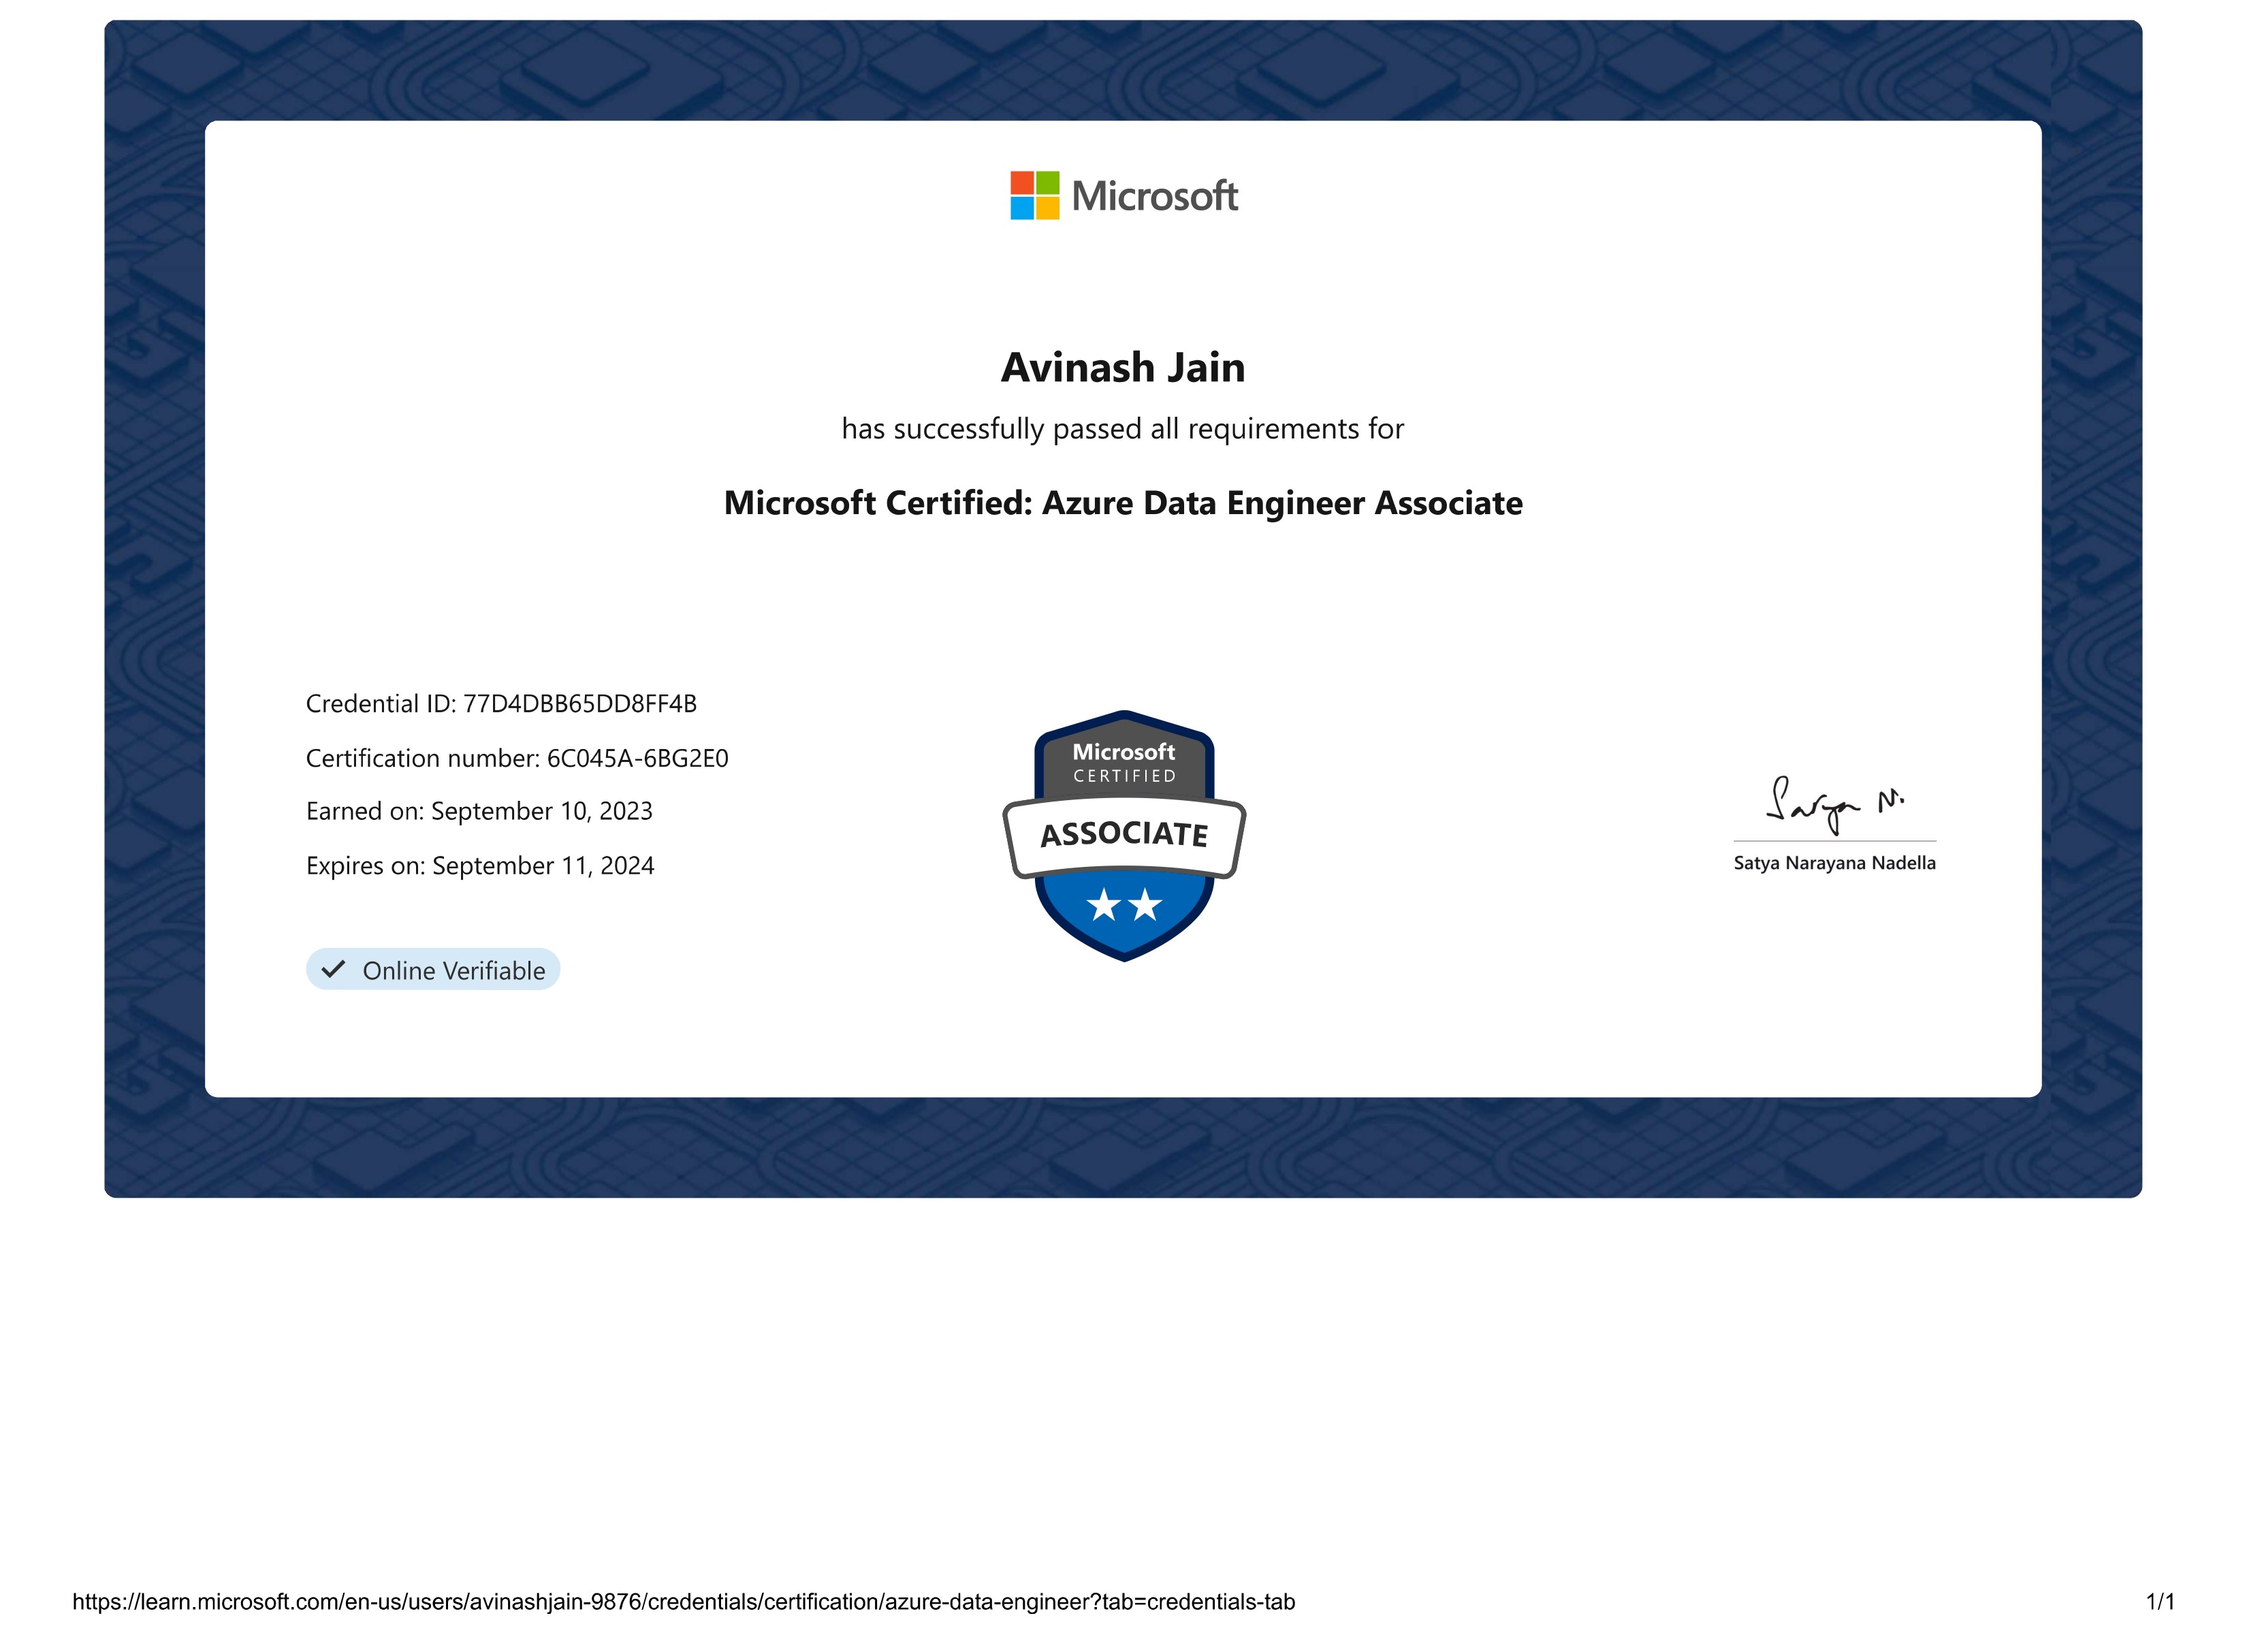 Microsoft
Avinash Jain
has successfully passed all requirements for
Microsoft Certified: Azure Data Engineer Associate
Credential ID: 77D4DBB65DD8FF4B
Certification number: 6C045A-6BG2E0
Earned on: September 10, 2023
Expires on: September 11, 2024
Online Verifiable
Microsoft
CERTIFIED
ASSOCIATE
Satya N.
Satya Narayana Nadella
https://learn.microsoft.com/en-us/users/avinashjain-9876/credentials/certification/azure-data-engineer?tab=credentials-tab
1/1